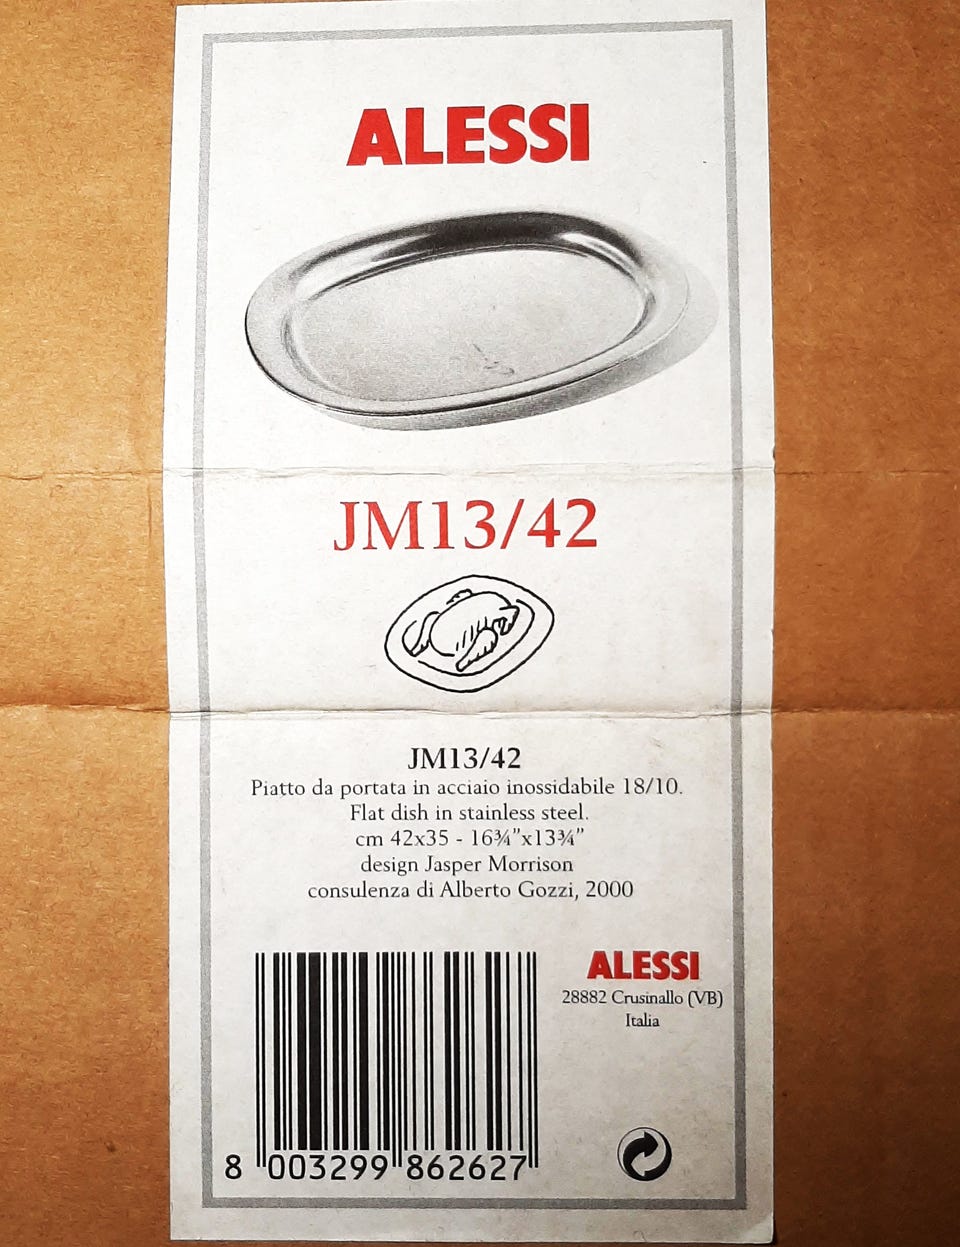 ALESSI
JM13/42
JM13/42
Piatto da portata in acciaio inossidabile 18/10.
Flat dish in stainless steel.
cm 42x35 - 16¾”x13¾”
design Jasper Morrison
consulenza di Alberto Gozzi, 2000
ALESSI
28882 Crusinallo (VB)
Italia
8 003299 862627